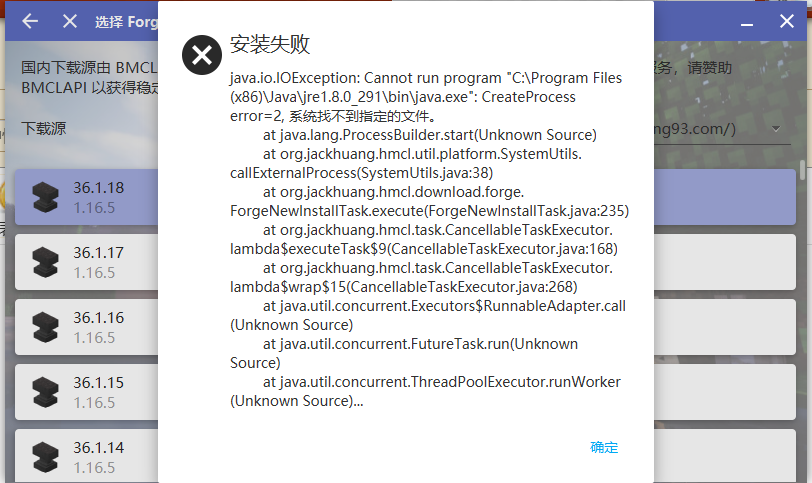 选择 Forg
安装失败
国内下载源由 BMCL
服务，请赞助
BMCLAPI 以获得稳定
下载源
ng93.com/)
java.io.IOException: Cannot run program "C:\Program Files
(x86)\Java\jre1.8.0_291\bin\java.exe": CreateProcess
error=2, 系统找不到指定的文件。
at java.lang.ProcessBuilder.start(Unknown Source)
at org.jackhuang.hmcl.util.platform.SystemUtils.
callExternalProcess(SystemUtils.java:38)
at org.jackhuang.hmcl.download.forge.
ForgeNewInstallTask.execute(ForgeNewInstallTask.java:235)
at org.jackhuang.hmcl.task.CancellableTaskExecutor.
lambda$executeTask$9(CancellableTaskExecutor.java:168)
at org.jackhuang.hmcl.task.CancellableTaskExecutor.
lambda$wrap$15(CancellableTaskExecutor.java:268)
at java.util.concurrent.Executors$RunnableAdapter.call
(Unknown Source)
at java.util.concurrent.FutureTask.run(Unknown
Source)
at java.util.concurrent.ThreadPoolExecutor.runWorker
(Unknown Source)...
确定
36.1.18
1.16.5
36.1.17
1.16.5
36.1.16
1.16.5
36.1.15
1.16.5
36.1.14
1.16.5